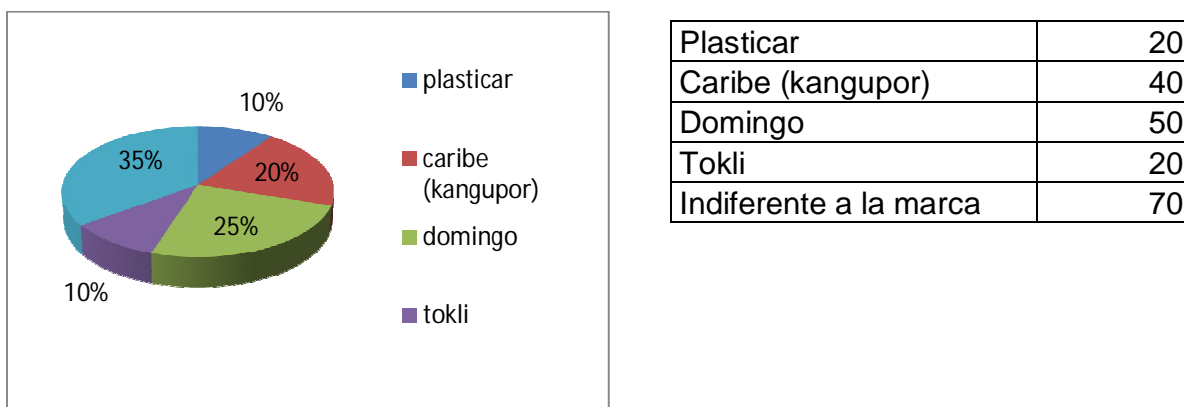 plasticar
10%
35%
20%
caribe
(kangupor)
25%
domingo
10%
tokli
Plasticar 20
Caribe (kangupor) 40
Domingo 50
Tokli 20
Indiferente a la marca 70